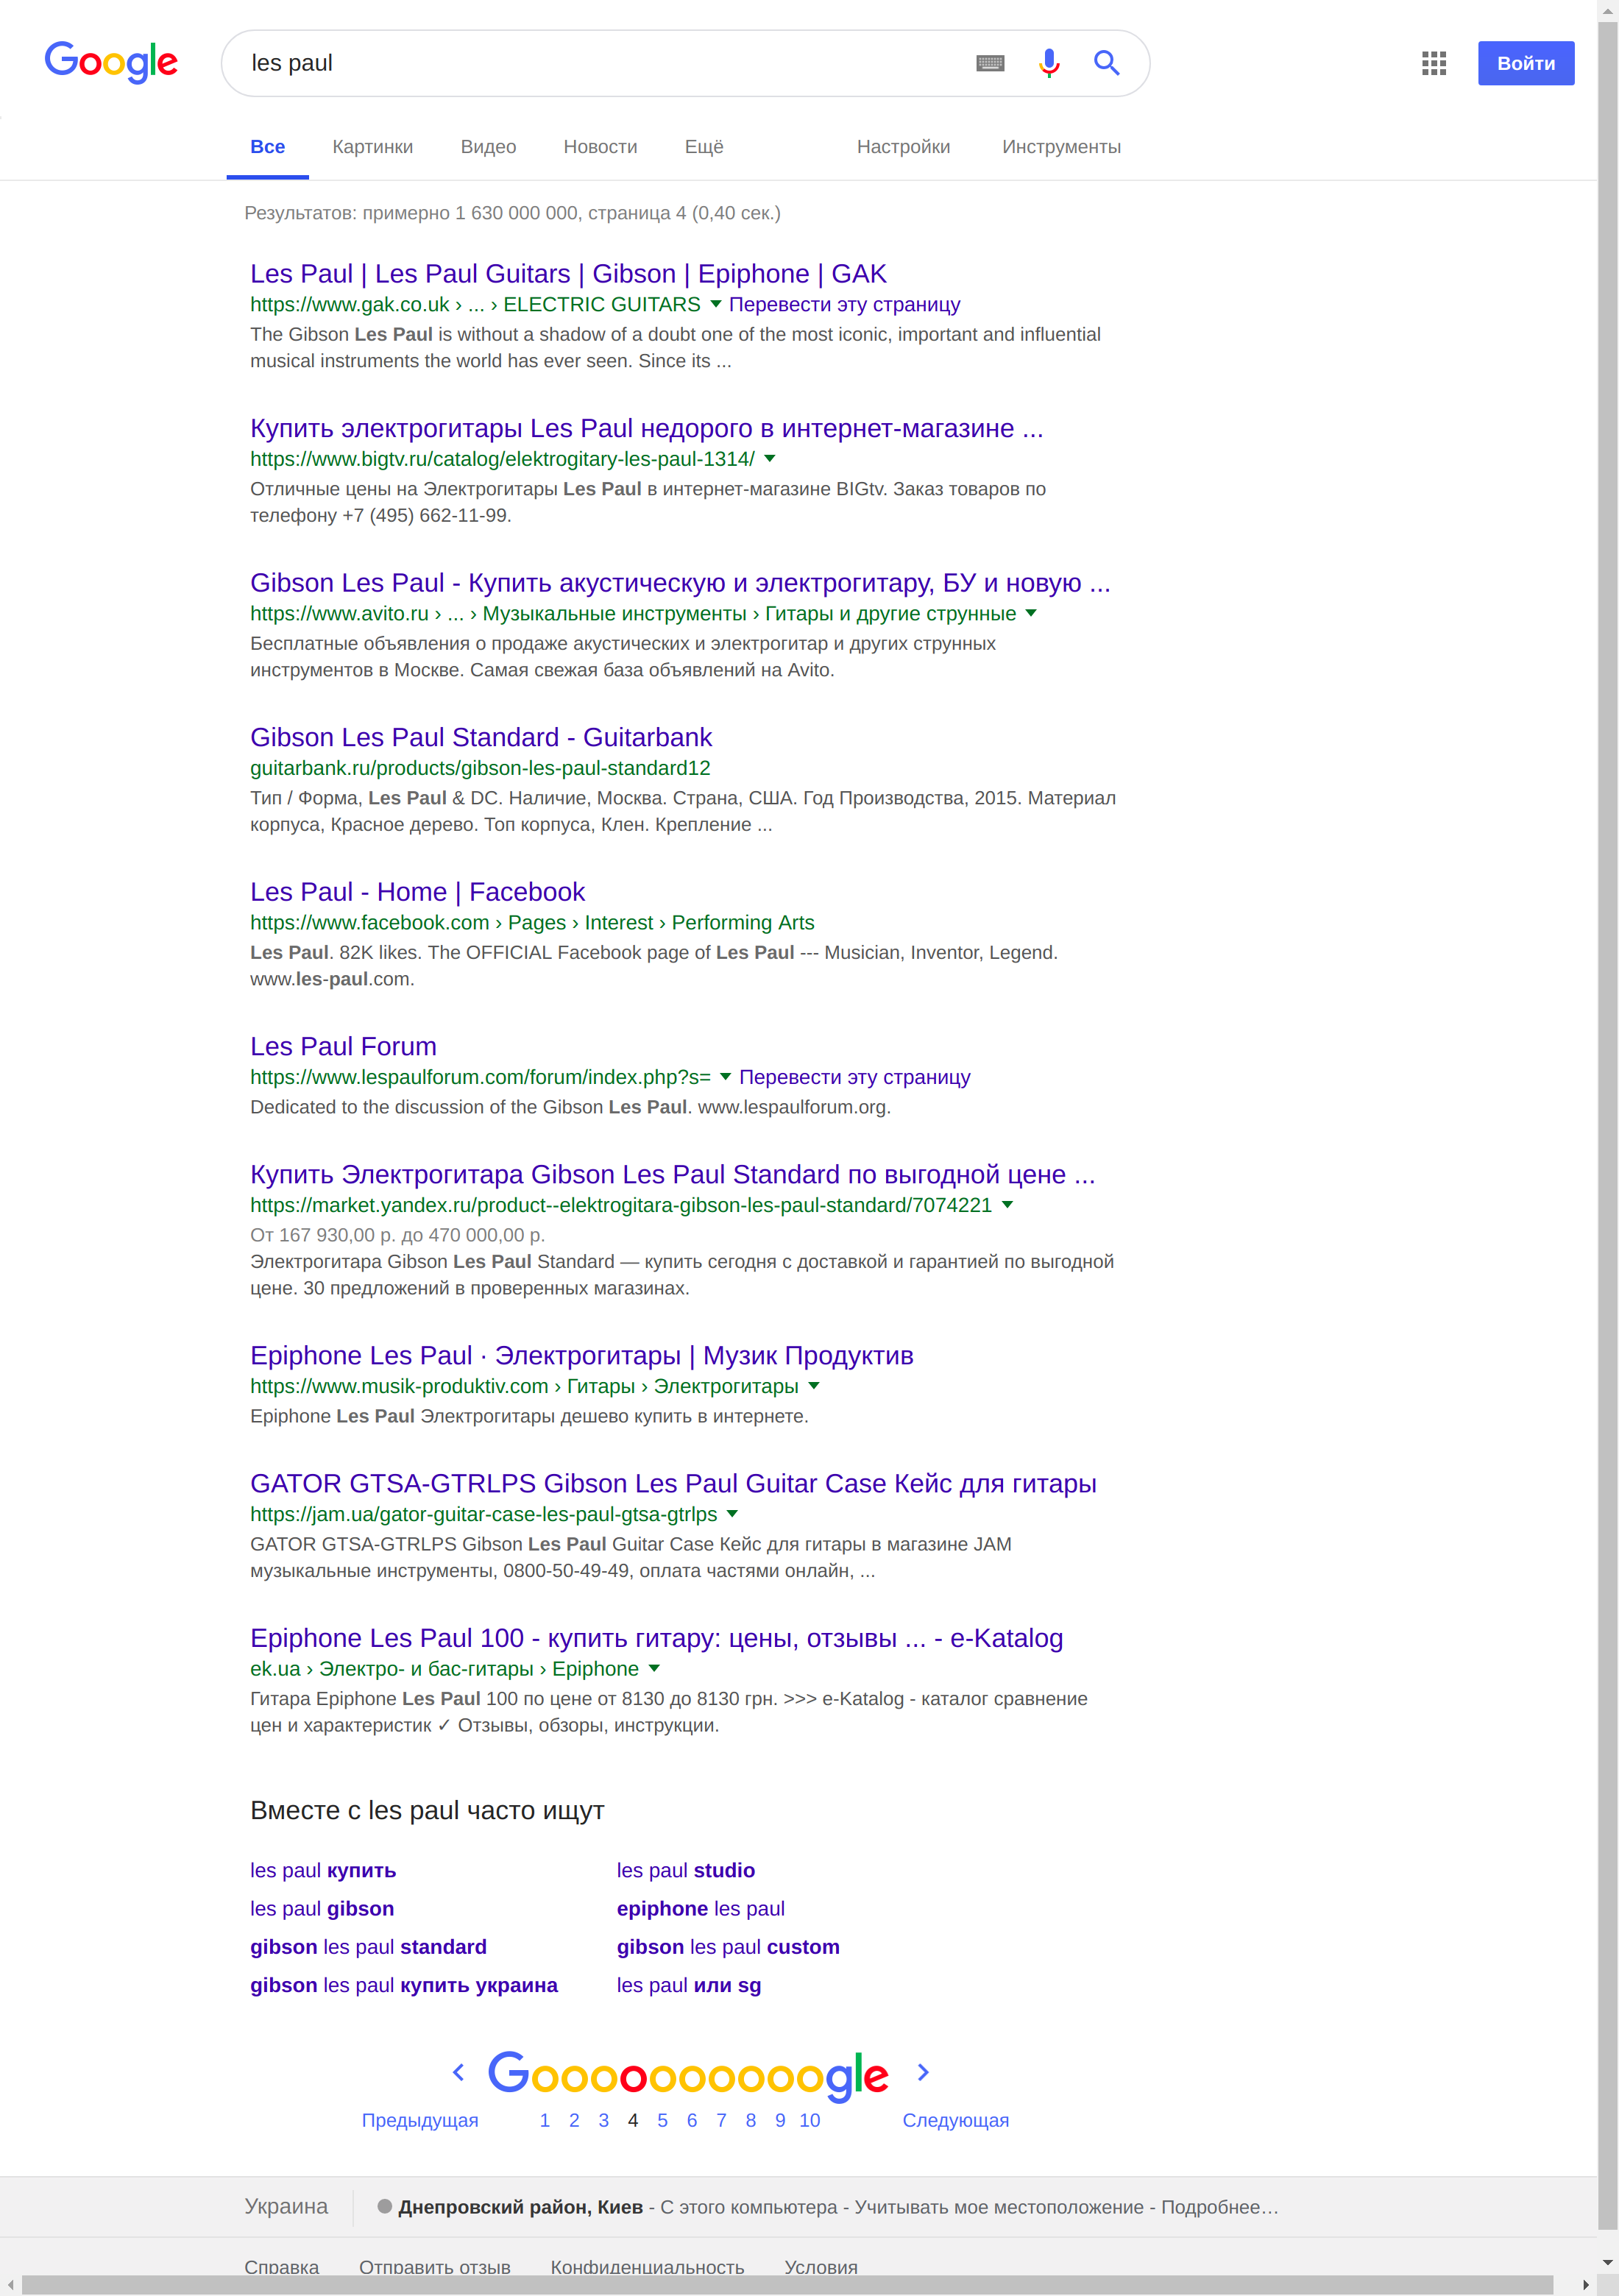 Google
les paul
Войти
Все Картинки Видео Новости Ещё Настройки Инструменты
Результатов: примерно 1 630 000 000, страница 4 (0,40 сек.)
Les Paul | Les Paul Guitars | Gibson | Epiphone | GAK
https://www.gak.co.uk › ... › ELECTRIC GUITARS Перевести эту страницу
The Gibson Les Paul is without a shadow of a doubt one of the most iconic, important and influential
musical instruments the world has ever seen. Since its ...
Купить электрогитары Les Paul недорого в интернет-магазине ...
https://www.bigtv.ru/catalog/elektrogitary-les-paul-1314/
Отличные цены на Электрогитары Les Paul в интернет-магазине BIGtv. Заказ товаров по
телефону +7 (495) 662-11-99.
Gibson Les Paul - Купить акустическую и электрогитару, БУ и новую ...
https://www.avito.ru › ... › Музыкальные инструменты › Гитары и другие струнные
Бесплатные объявления о продаже акустических и электрогитар и других струнных
инструментов в Москве. Самая свежая база объявлений на Avito.
Gibson Les Paul Standard - Guitarbank
guitarbank.ru/products/gibson-les-paul-standard12
Тип / Форма, Les Paul & DC. Наличие, Москва. Страна, США. Год Производства, 2015. Материал
корпуса, Красное дерево. Топ корпуса, Клен. Крепление ...
Les Paul - Home | Facebook
https://www.facebook.com › Pages › Interest › Performing Arts
Les Paul. 82K likes. The OFFICIAL Facebook page of Les Paul --- Musician, Inventor, Legend.
www.les-paul.com.
Les Paul Forum
https://www.lespaulforum.com/forum/index.php?s= Перевести эту страницу
Dedicated to the discussion of the Gibson Les Paul. www.lespaulforum.org.
Купить Электрогитара Gibson Les Paul Standard по выгодной цене ...
https://market.yandex.ru/product--elektrogitara-gibson-les-paul-standard/7074221
От 167 930,00 р. до 470 000,00 р.
Электрогитара Gibson Les Paul Standard — купить сегодня с доставкой и гарантией по выгодной
цене. 30 предложений в проверенных магазинах.
Epiphone Les Paul · Электрогитары | Музик Продуктив
https://www.musik-produktiv.com › Гитары › Электрогитары
Epiphone Les Paul Электрогитары дешево купить в интернете.
GATOR GTSA-GTRLPS Gibson Les Paul Guitar Case Кейс для гитары
https://jam.ua/gator-guitar-case-les-paul-gtsa-gtrlps
GATOR GTSA-GTRLPS Gibson Les Paul Guitar Case Кейс для гитары в магазине JAM
музыкальные инструменты, 0800-50-49-49, оплата частями онлайн, ...
Epiphone Les Paul 100 - купить гитару: цены, отзывы ... - e-Katalog
ek.ua › Электро- и бас-гитары › Epiphone
Гитара Epiphone Les Paul 100 по цене от 8130 до 8130 грн. >>> e-Katalog - каталог сравнение
цен и характеристик ✓ Отзывы, обзоры, инструкции.
Вместе с les paul часто ищут
les paul купить les paul studio
les paul gibson epiphone les paul
gibson les paul standard gibson les paul custom
gibson les paul купить украина les paul или sg
Goooooooooogle
Предыдущая 1 2 3 4 5 6 7 8 9 10 Следующая
Украина Днепровский район, Киев - С этого компьютера - Учитывать мое местоположение - Подробнее…
Справка Отправить отзыв Конфиденциальность Условия